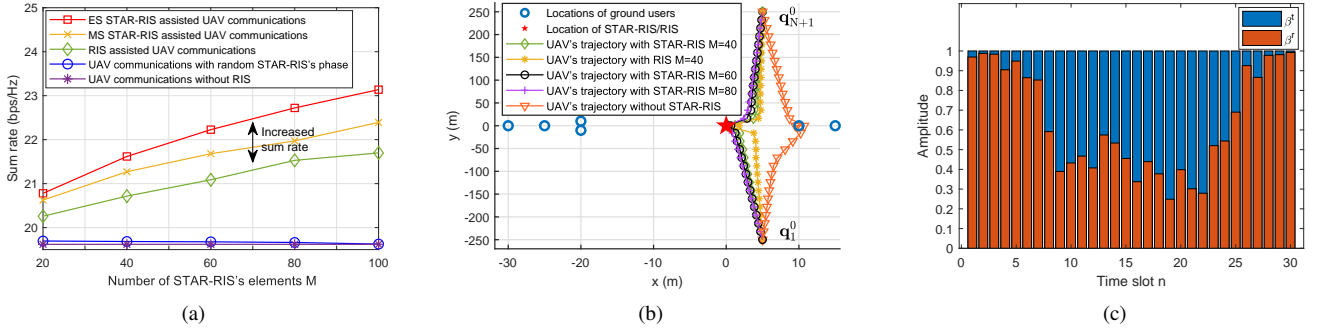 ES STAR-RIS assisted UAV communications
MS STAR-RIS assisted UAV communications
RIS assisted UAV communications
UAV communications with random STAR-RIS's phase
UAV communications without RIS
Increased
sum rate
25
24
23
22
21
20
20
40
60
80
100
Sum rate (bps/Hz)
Number of STAR-RIS's elements M
(a)
Locations of ground users
Location of STAR-RIS/RIS
UAV's trajectory with STAR-RIS M=40
UAV's trajectory with RIS M=40
UAV's trajectory with STAR-RIS M=60
UAV's trajectory with STAR-RIS M=80
UAV's trajectory without STAR-RIS
q⁰N+1
q⁰1
250
200
150
100
50
0
-50
-100
-150
-200
-250
-30
-20
-10
0
10
y (m)
x (m)
(b)
βᵗ
βʳ
1
0.9
0.8
0.7
0.6
0.5
0.4
0.3
0.2
0.1
0
0
5
10
15
20
25
30
Amplitude
Time slot n
(c)